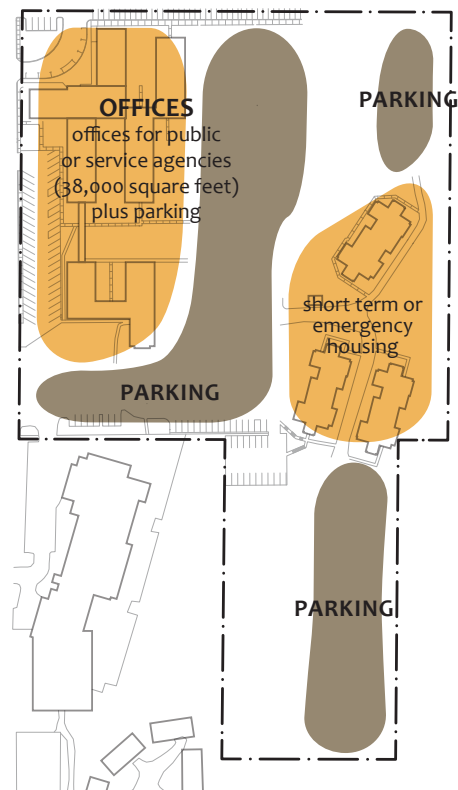 PARKING
OFFICES
offices for public
or service agencies
(38,000 square feet)
plus parking
short term or
emergency
housing
PARKING
PARKING